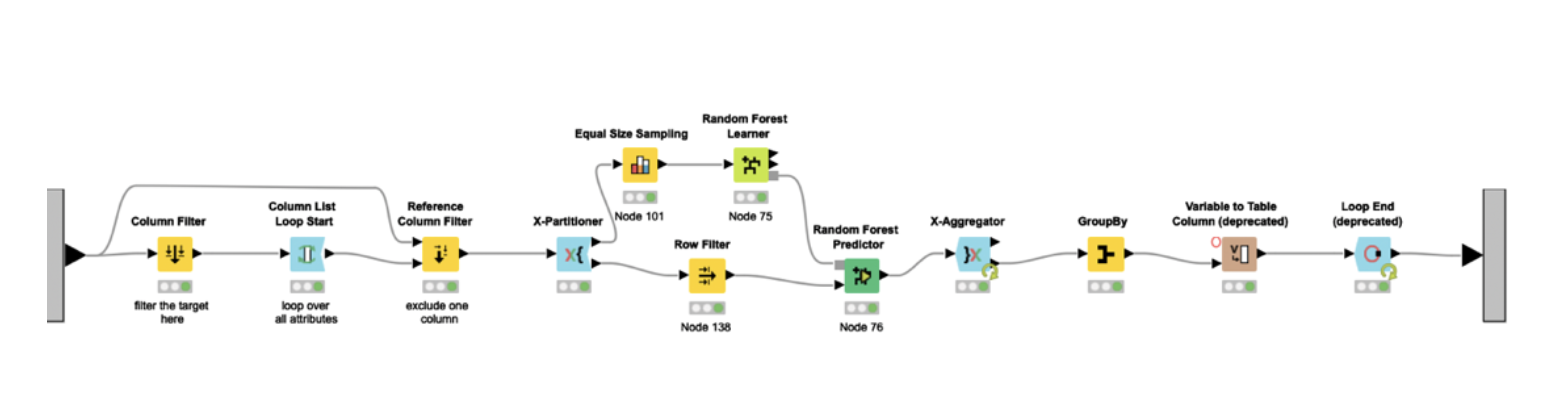 Column Filter
filter the target
here
Column List
Loop Start
loop over
all attributes
Reference
Column Filter
exclude one
column
X-Partitioner
Equal Size Sampling
Node 101
Random Forest
Learner
Node 75
Row Filter
Node 138
Random Forest
Predictor
Node 76
X-Aggregator
GroupBy
Variable to Table
Column (deprecated)
Loop End
(deprecated)